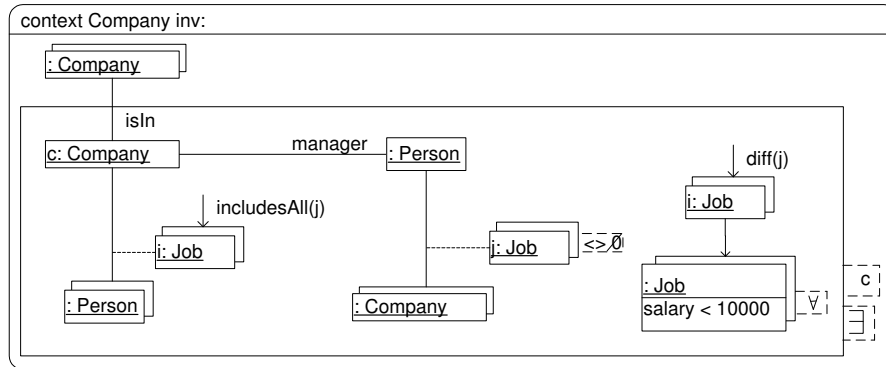 context Company inv:
: Company
isIn
c: Company
manager
: Person
diff(j)
i: Job
includesAll(j)
i: Job
j: Job
<>∅
: Job
salary < 10000
∀
c
∃
: Person
: Company